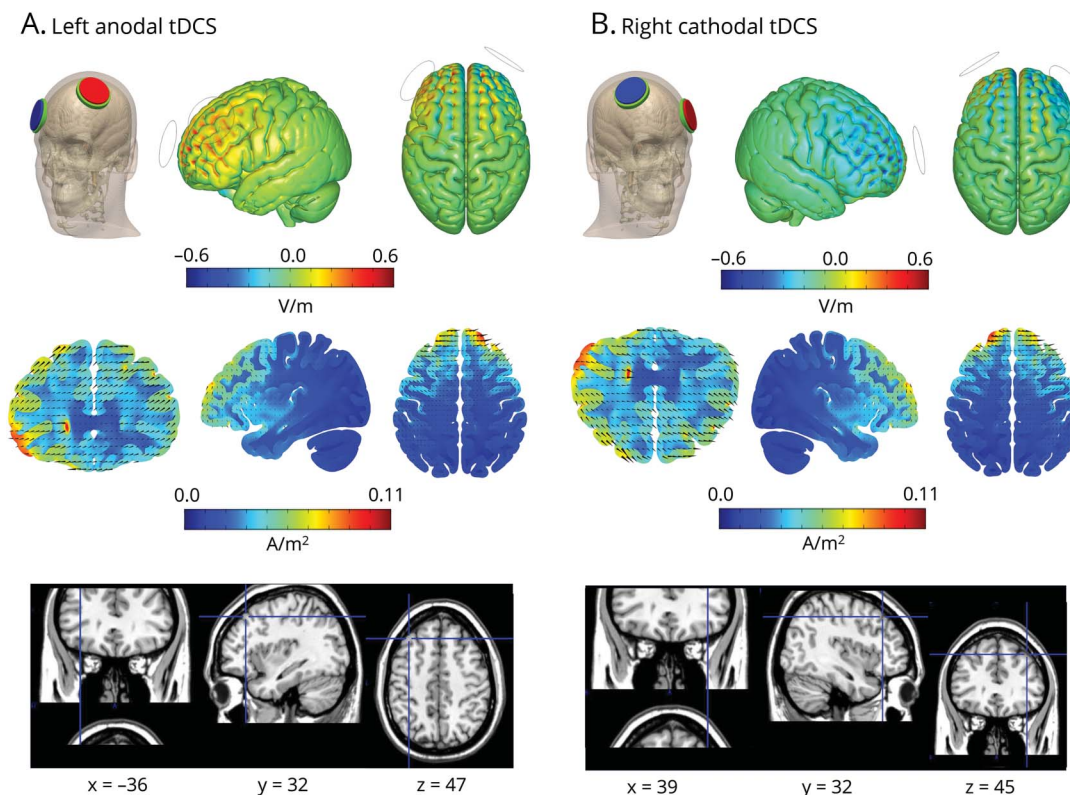 A. Left anodal tDCS
B. Right cathodal tDCS
–0.6 0.0 0.6
V/m
–0.6 0.0 0.6
V/m
0.0 0.11
A/m²
0.0 0.11
A/m²
x = –36 y = 32 z = 47
x = 39 y = 32 z = 45